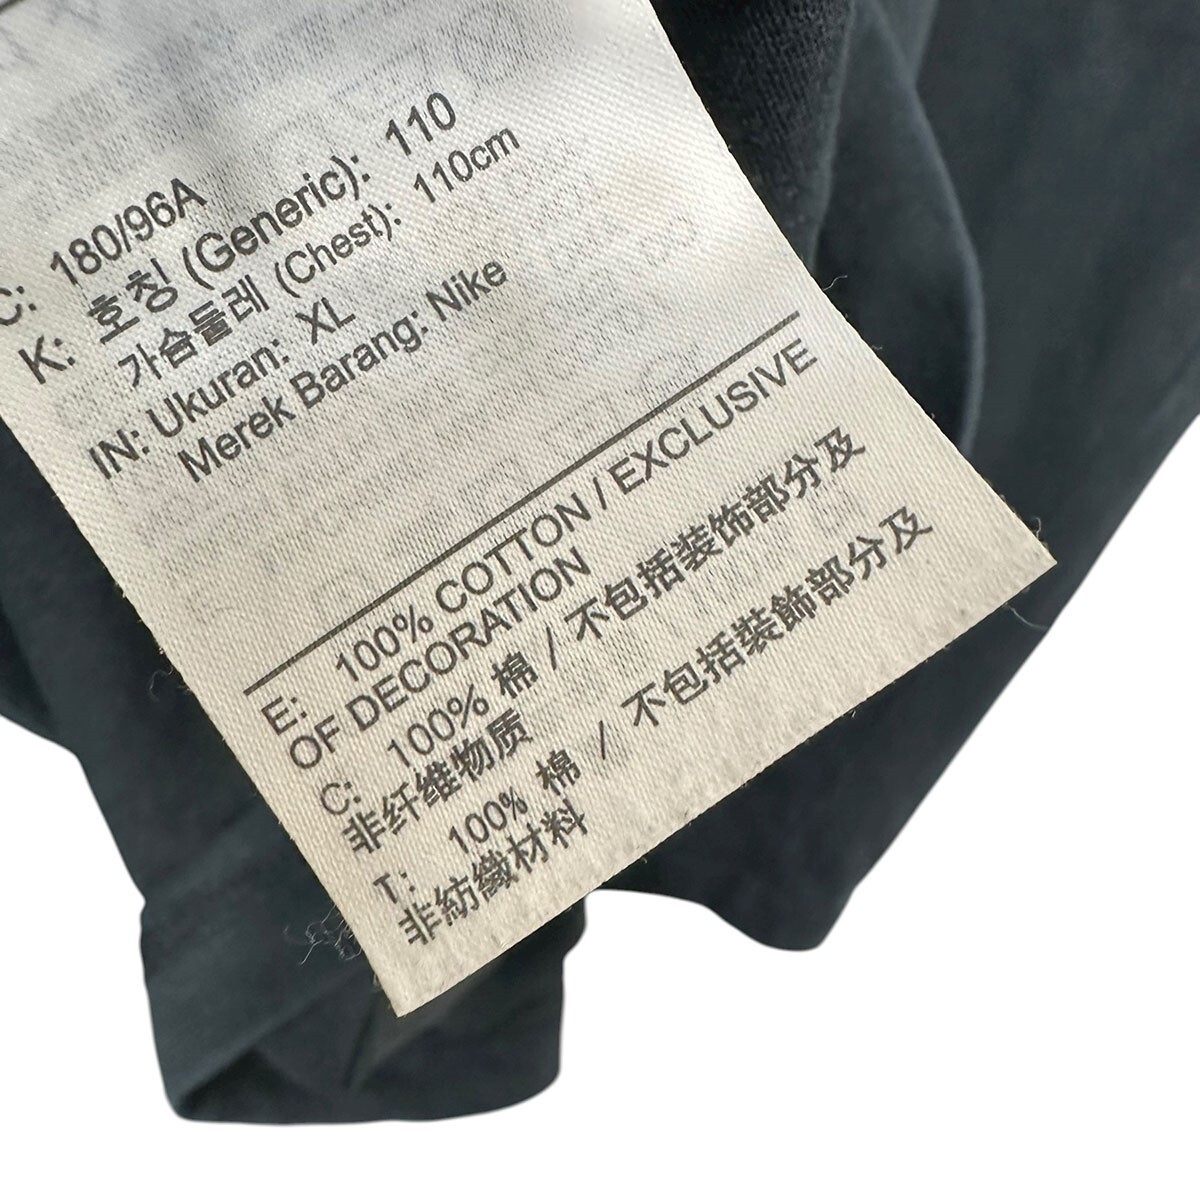 C: 180/96A
K: 호칭 (Generic): 110
가슴둘레 (Chest): 110cm
IN: Ukuran: XL
Merek Barang: Nike
E: 100% COTTON / EXCLUSIVE
OF DECORATION
C: 100% 棉 / 不包括装饰部分及
非纤维物质
T: 100% 棉 / 不包括裝飾部分及
非紡織材料